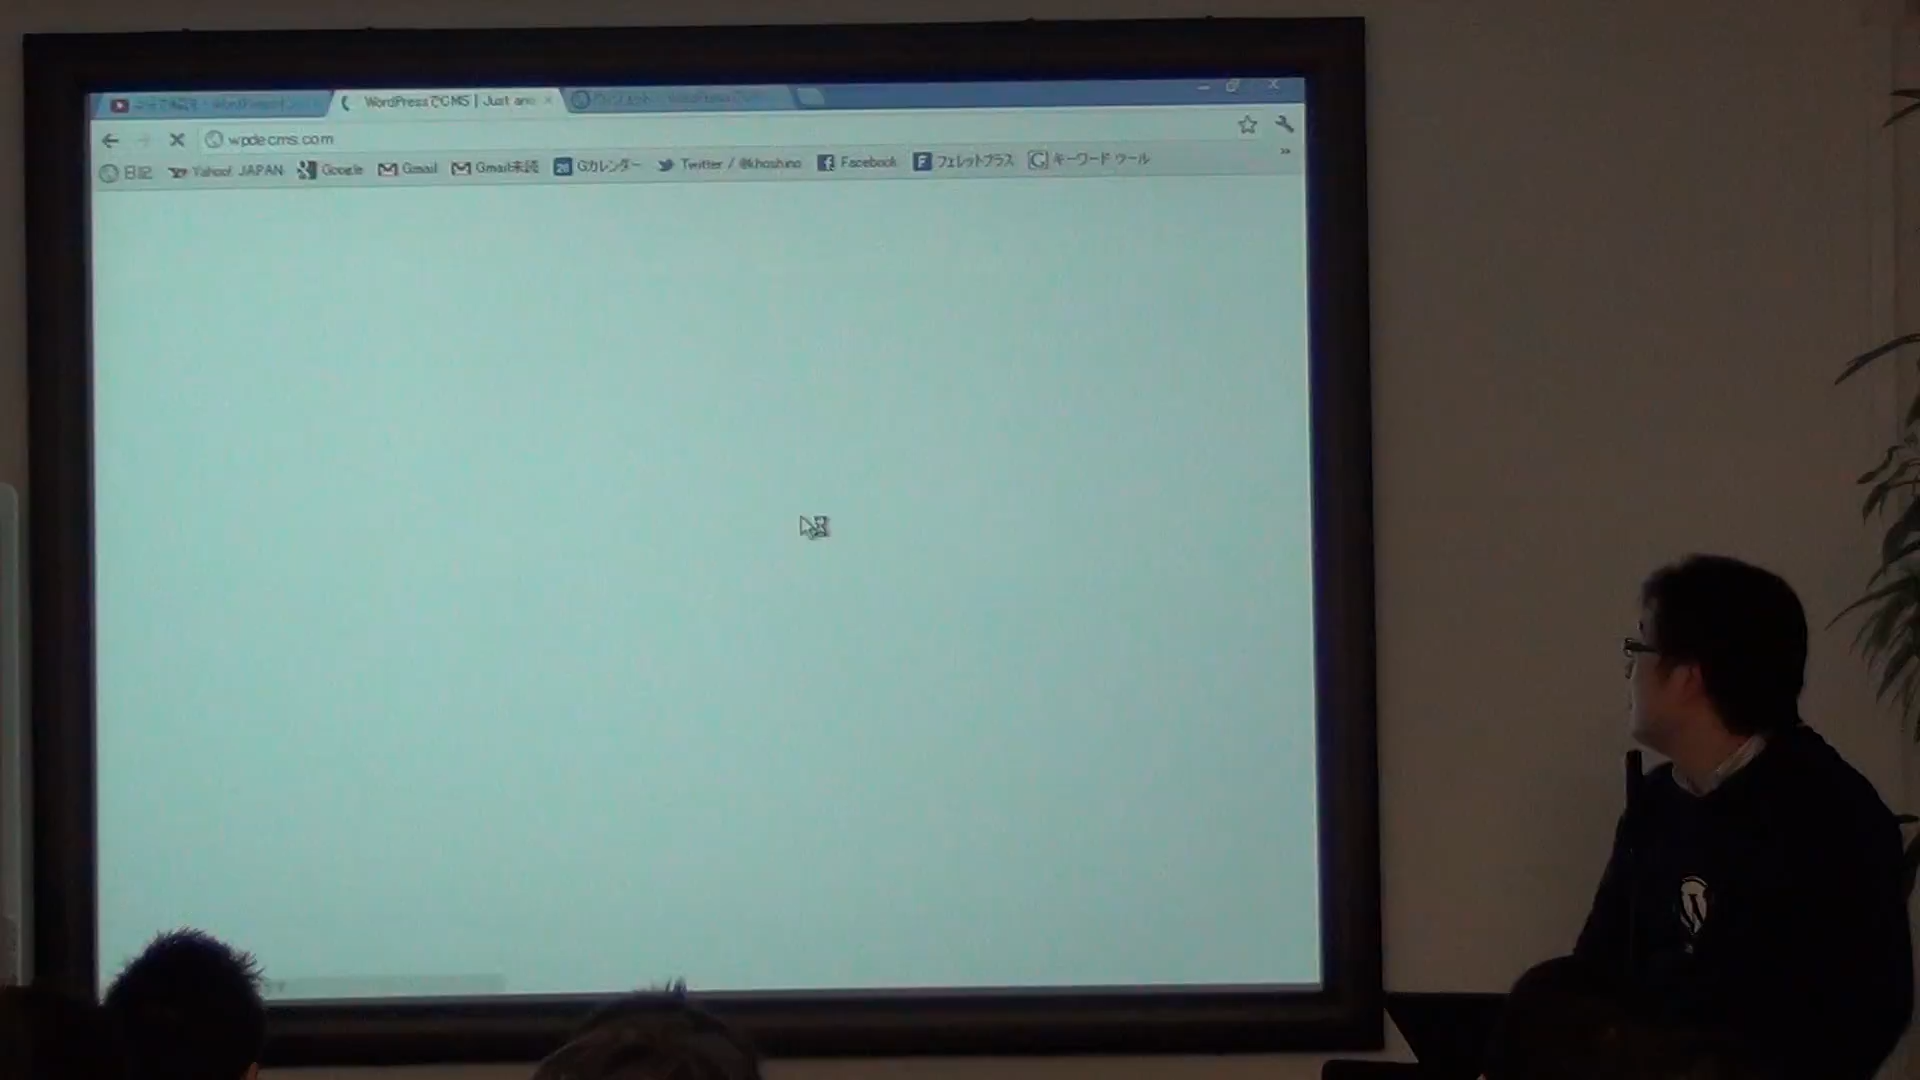 WordPressでCMS | Just ano
wpdecms.com
日記 Yahoo! JAPAN Google Gmail Gmail未読 28 Gカレンダー Twitter / @khoshino Facebook フェレットプラス キーワード ツール »